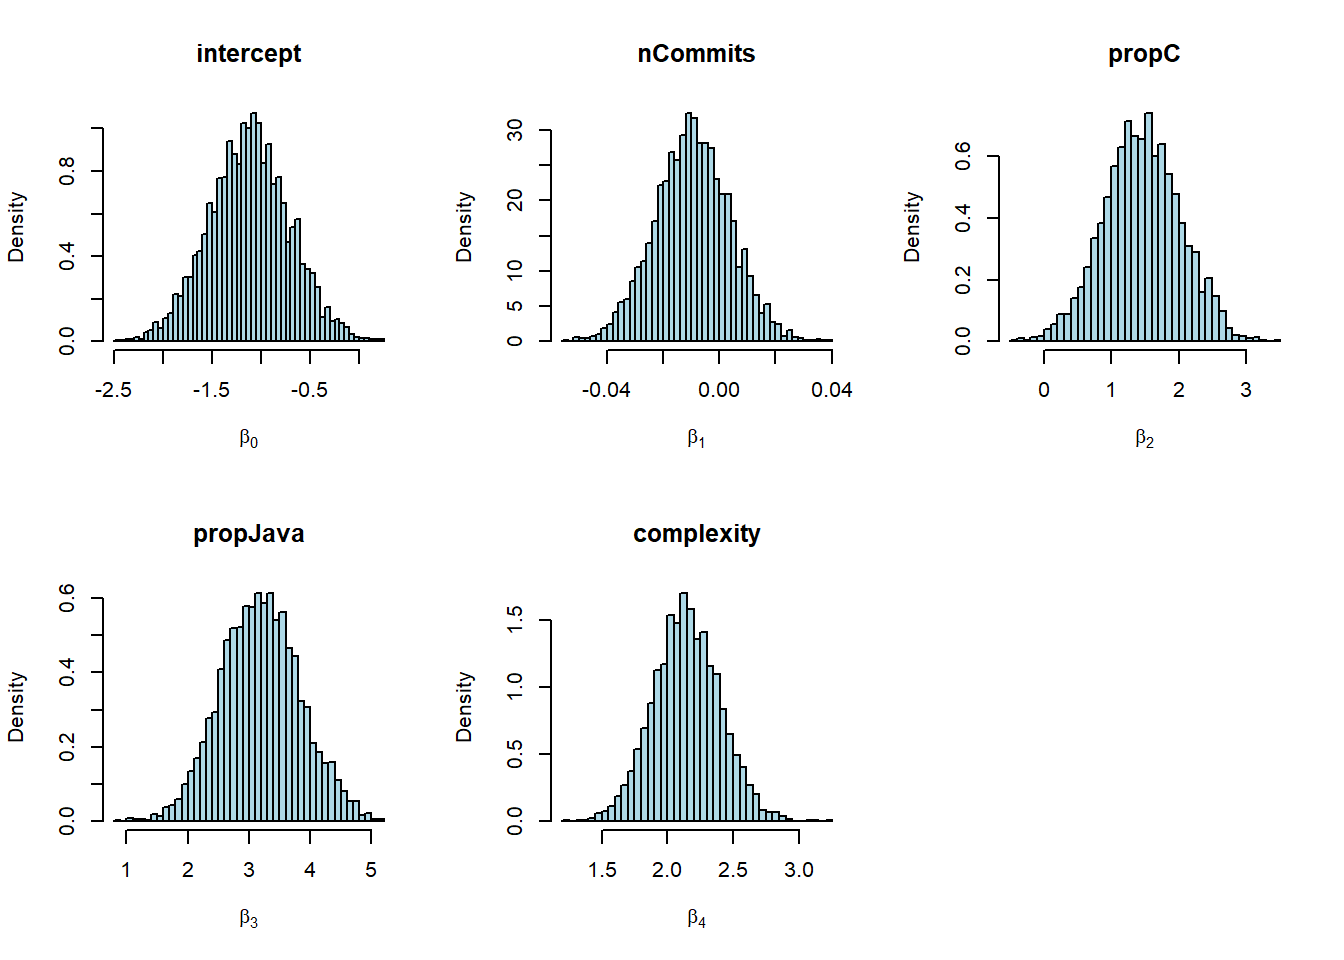 intercept
Density
0.0 0.4 0.8
-2.5 -1.5 -0.5
β0
nCommits
Density
0 5 10 20 30
-0.04 0.00 0.04
β1
propC
Density
0.0 0.2 0.4 0.6
0 1 2 3
β2
propJava
Density
0.0 0.2 0.4 0.6
1 2 3 4 5
β3
complexity
Density
0.0 0.5 1.0 1.5
1.5 2.0 2.5 3.0
β4